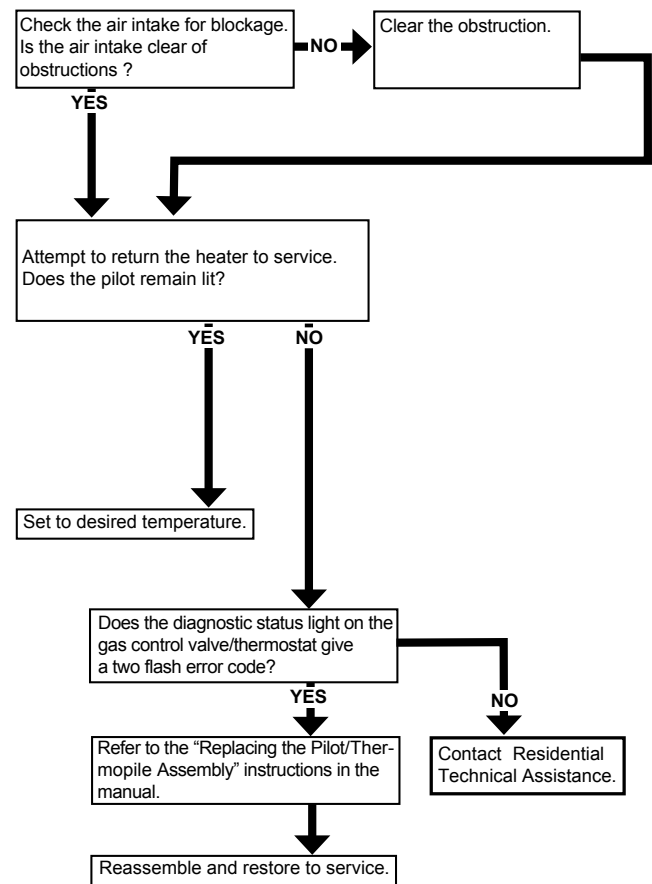 Check the air intake for blockage.
Is the air intake clear of
obstructions ?
NO
Clear the obstruction.
YES
Attempt to return the heater to service.
Does the pilot remain lit?
YES
NO
Set to desired temperature.
Does the diagnostic status light on the
gas control valve/thermostat give
a two flash error code?
YES
NO
Refer to the “Replacing the Pilot/Ther-
mopile Assembly” instructions in the
manual.
Contact Residential
Technical Assistance.
Reassemble and restore to service.